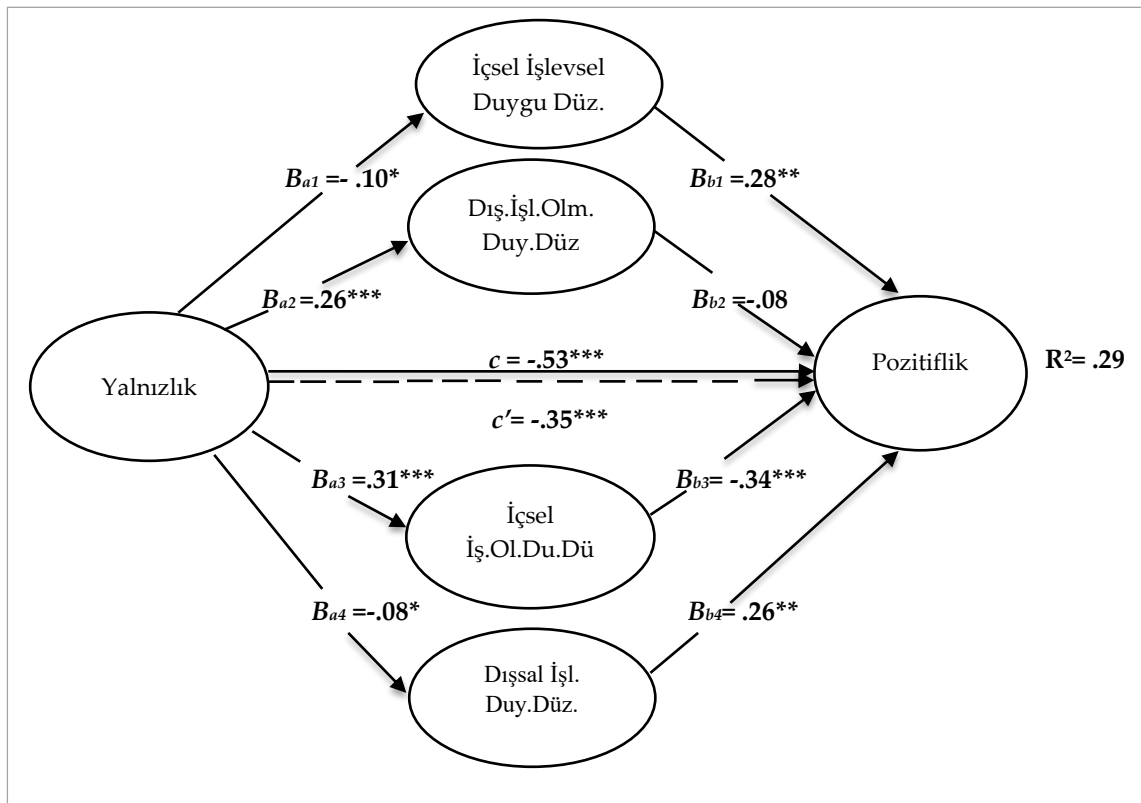 İçsel İşlevsel
Duygu Düz.
Ba1 =- .10*
Bb1 =.28**
Dış.İşl.Olm.
Duy.Düz
Ba2 =.26***
Bb2 =-.08
Yalnızlık
c = -.53***
Pozitiflik
R²= .29
c'= -.35***
Ba3 =.31***
Bb3= -.34***
İçsel
İş.Ol.Du.Dü
Ba4 =-.08*
Bb4= .26**
Dışsal İşl.
Duy.Düz.